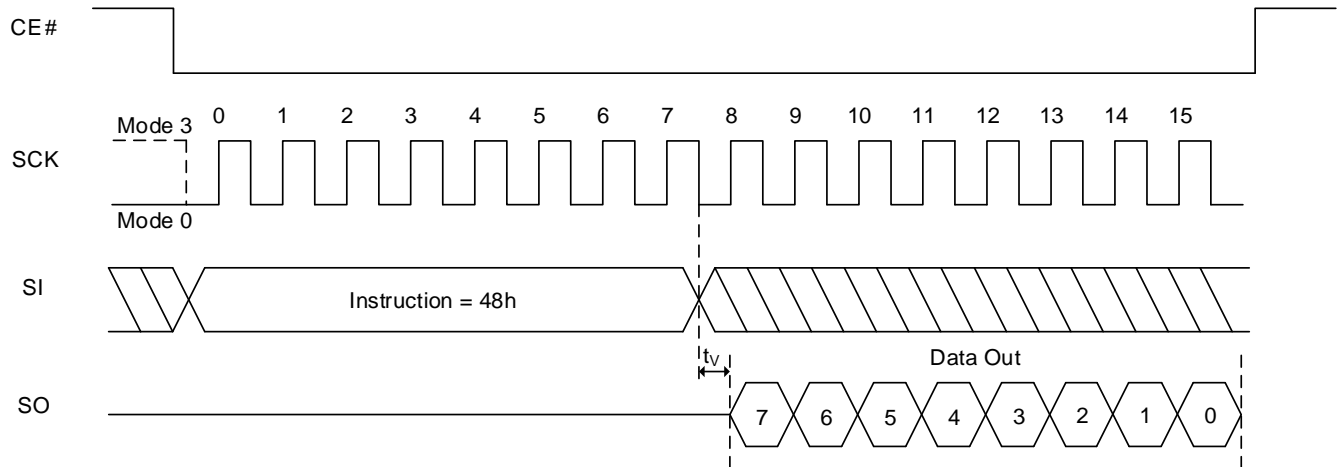 CE#
0 1 2 3 4 5 6 7 8 9 10 11 12 13 14 15
Mode 3
SCK
Mode 0
SI
Instruction = 48h
tV
Data Out
SO
7 6 5 4 3 2 1 0